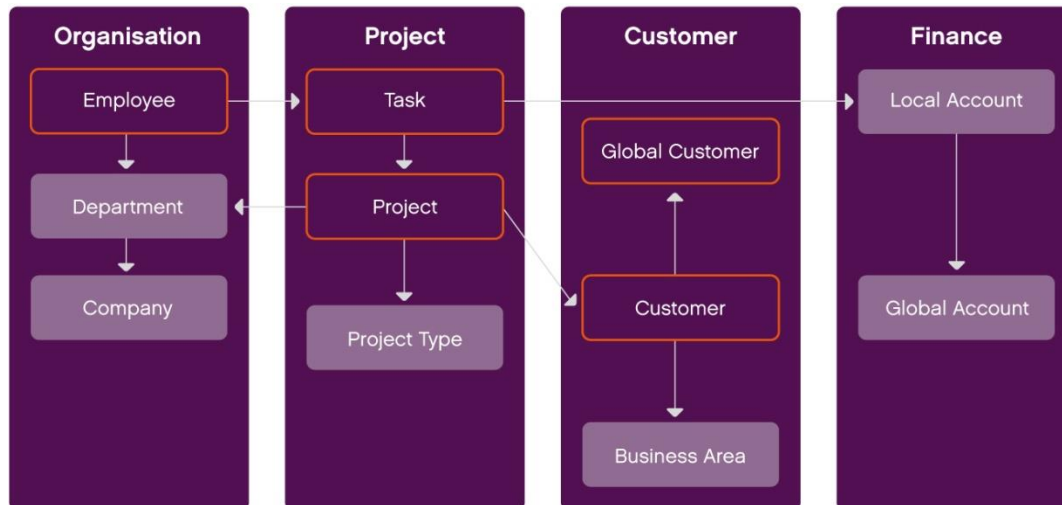 Organisation
Employee
Department
Company
Project
Task
Project
Project Type
Customer
Global Customer
Customer
Business Area
Finance
Local Account
Global Account